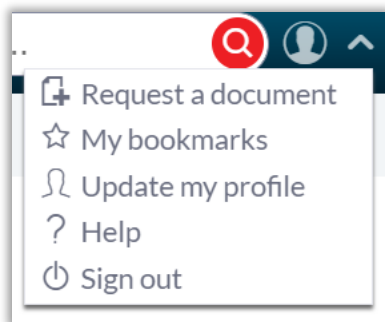 ..
Request a document
My bookmarks
Update my profile
Help
Sign out